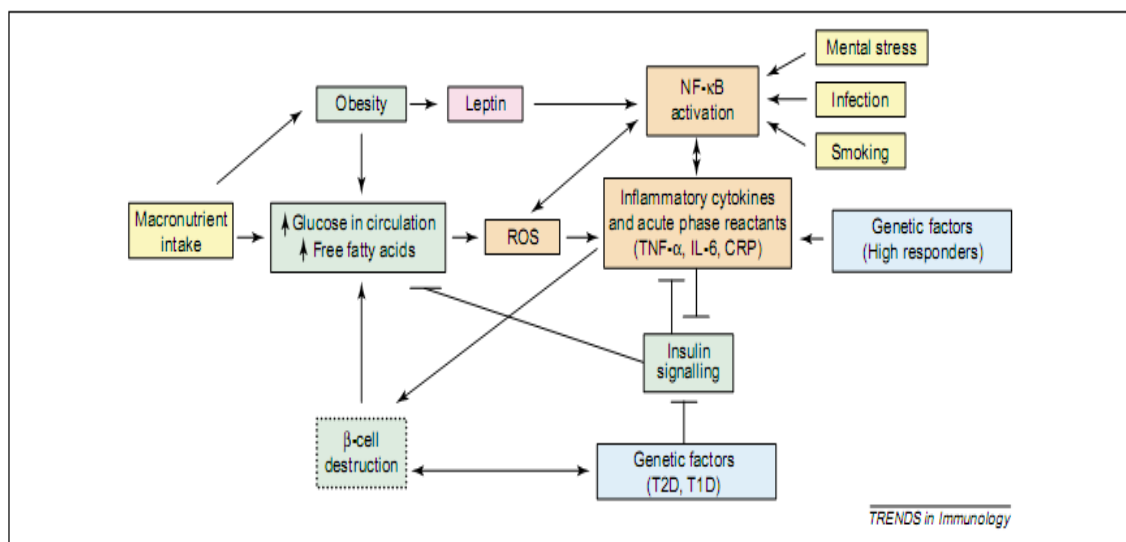 Mental stress
NF-κB
activation
Obesity
Leptin
Infection
Smoking
Macronutrient
intake
Glucose in circulation
Free fatty acids
ROS
Inflammatory cytokines
and acute phase reactants
(TNF-α, IL-6, CRP)
Genetic factors
(High responders)
Insulin
signalling
β-cell
destruction
Genetic factors
(T2D, T1D)
TRENDS in Immunology